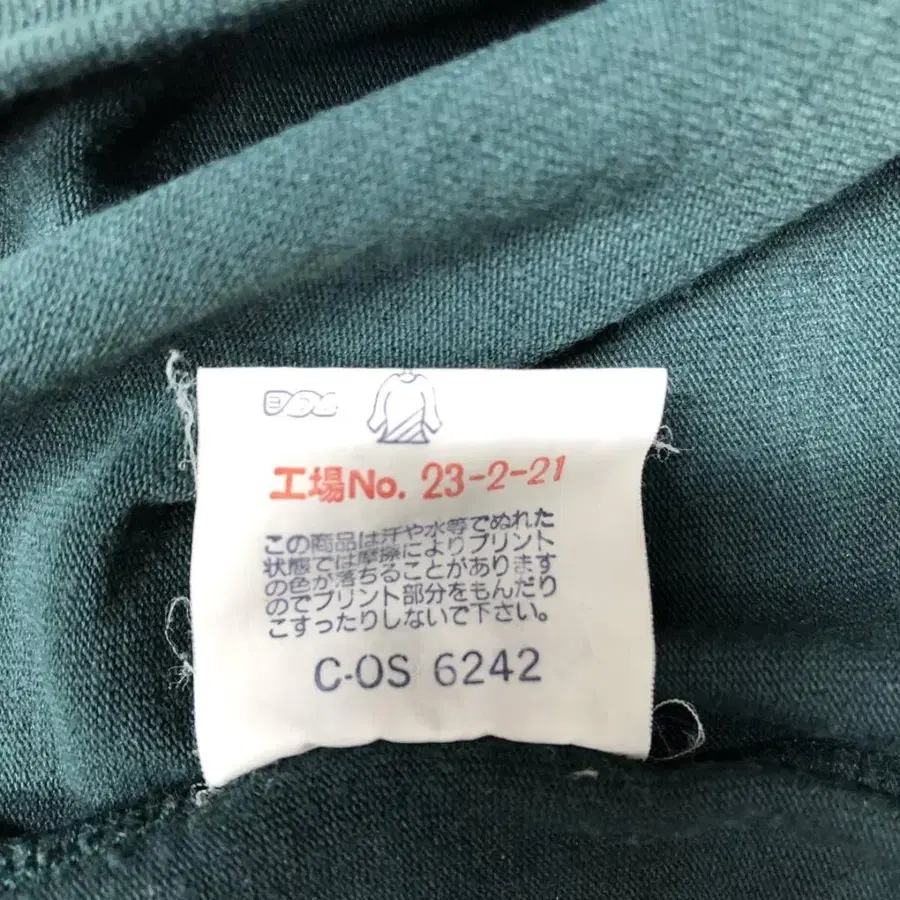 工場No. 23-2-21
この商品は汗や水等でぬれた
状態では摩擦によりプリント
の色が落ちることがあります
のでプリント部分をもんだり
こすったりしないで下さい。
C-OS 6242